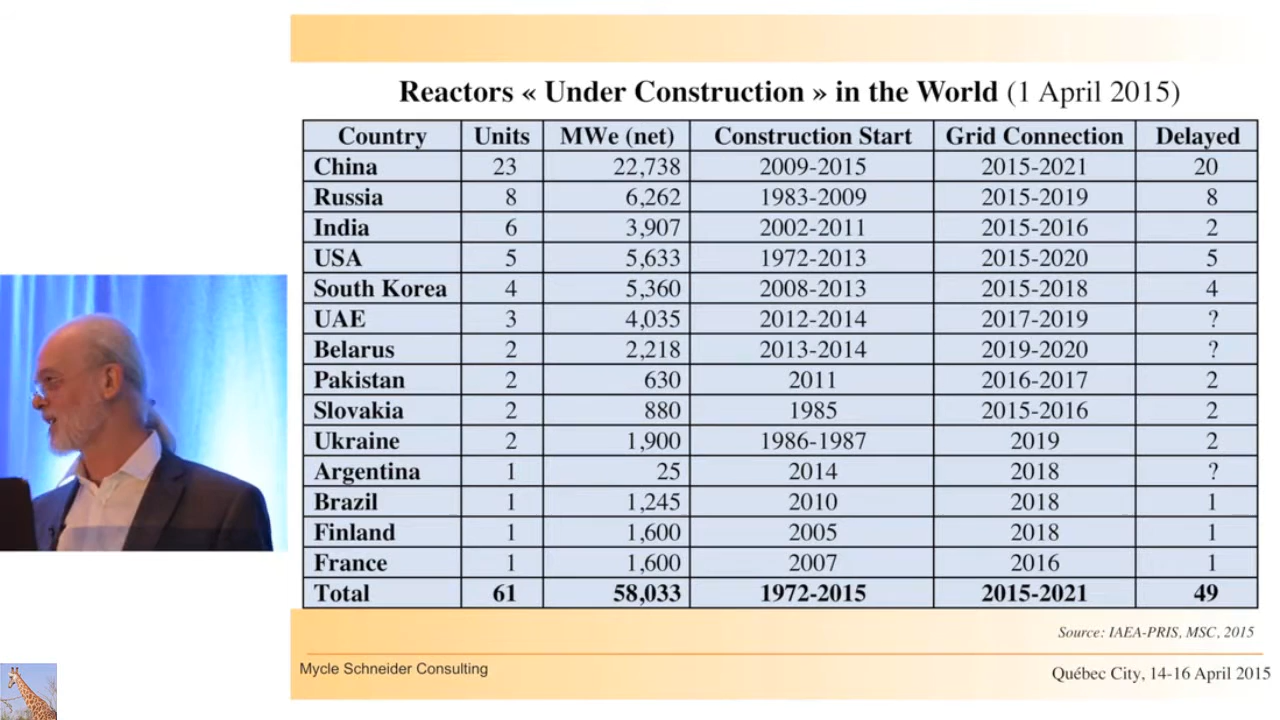 Reactors « Under Construction » in the World (1 April 2015)
Country Units MWe (net) Construction Start Grid Connection Delayed
China 23 22,738 2009-2015 2015-2021 20
Russia 8 6,262 1983-2009 2015-2019 8
India 6 3,907 2002-2011 2015-2016 2
USA 5 5,633 1972-2013 2015-2020 5
South Korea 4 5,360 2008-2013 2015-2018 4
UAE 3 4,035 2012-2014 2017-2019 ?
Belarus 2 2,218 2013-2014 2019-2020 ?
Pakistan 2 630 2011 2016-2017 2
Slovakia 2 880 1985 2015-2016 2
Ukraine 2 1,900 1986-1987 2019 2
Argentina 1 25 2014 2018 ?
Brazil 1 1,245 2010 2018 1
Finland 1 1,600 2005 2018 1
France 1 1,600 2007 2016 1
Total 61 58,033 1972-2015 2015-2021 49
Source: IAEA-PRIS, MSC, 2015
Mycle Schneider Consulting
Québec City, 14-16 April 2015